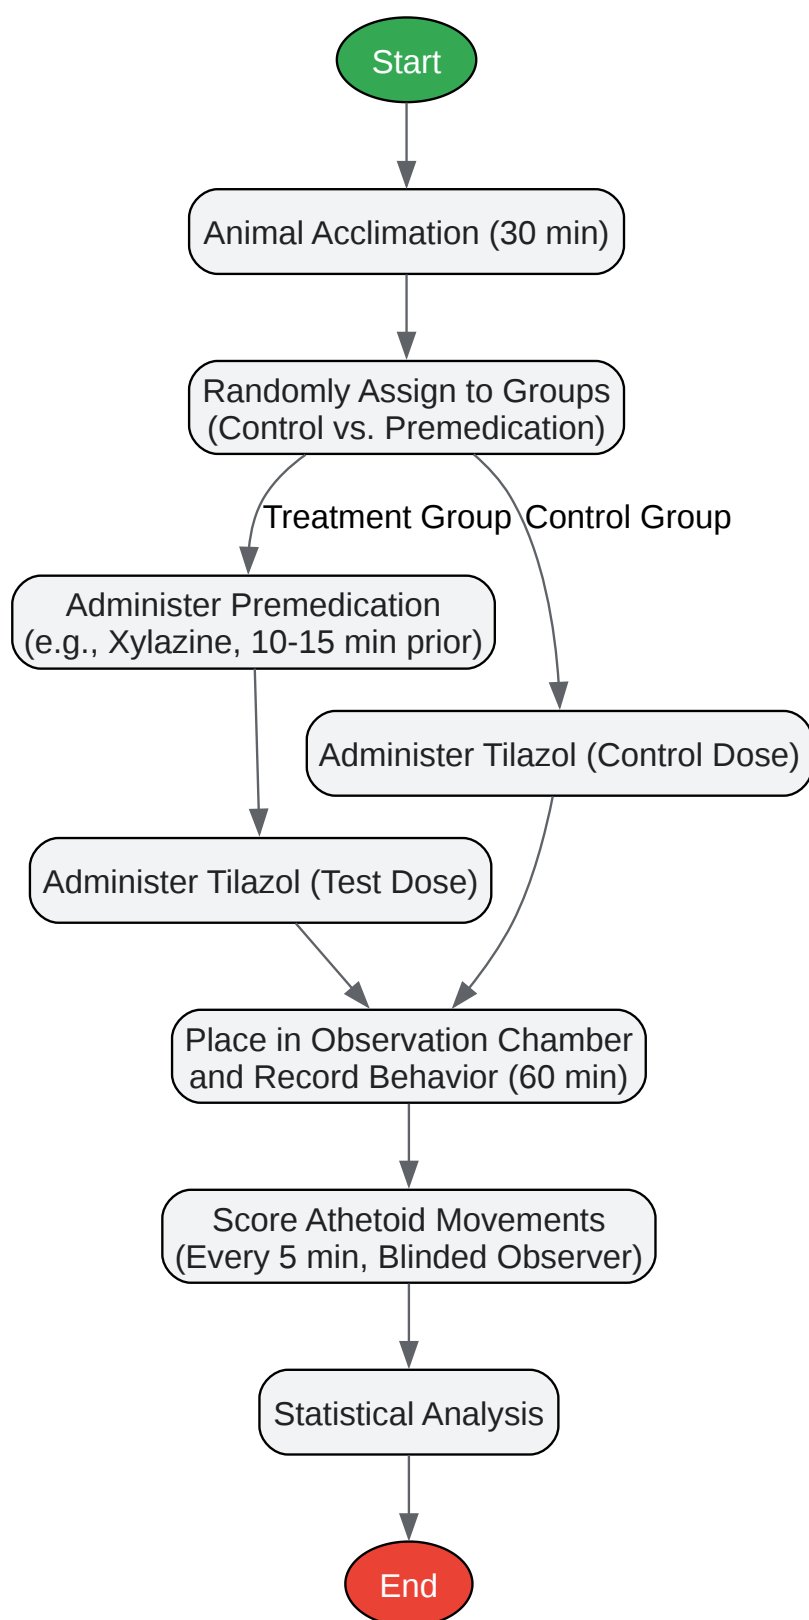 Start
Animal Acclimation (30 min)
Randomly Assign to Groups
(Control vs. Premedication)
Treatment Group
Control Group
Administer Premedication
(e.g., Xylazine, 10-15 min prior)
Administer Tilazol (Control Dose)
Administer Tilazol (Test Dose)
Place in Observation Chamber
and Record Behavior (60 min)
Score Athetoid Movements
(Every 5 min, Blinded Observer)
Statistical Analysis
End